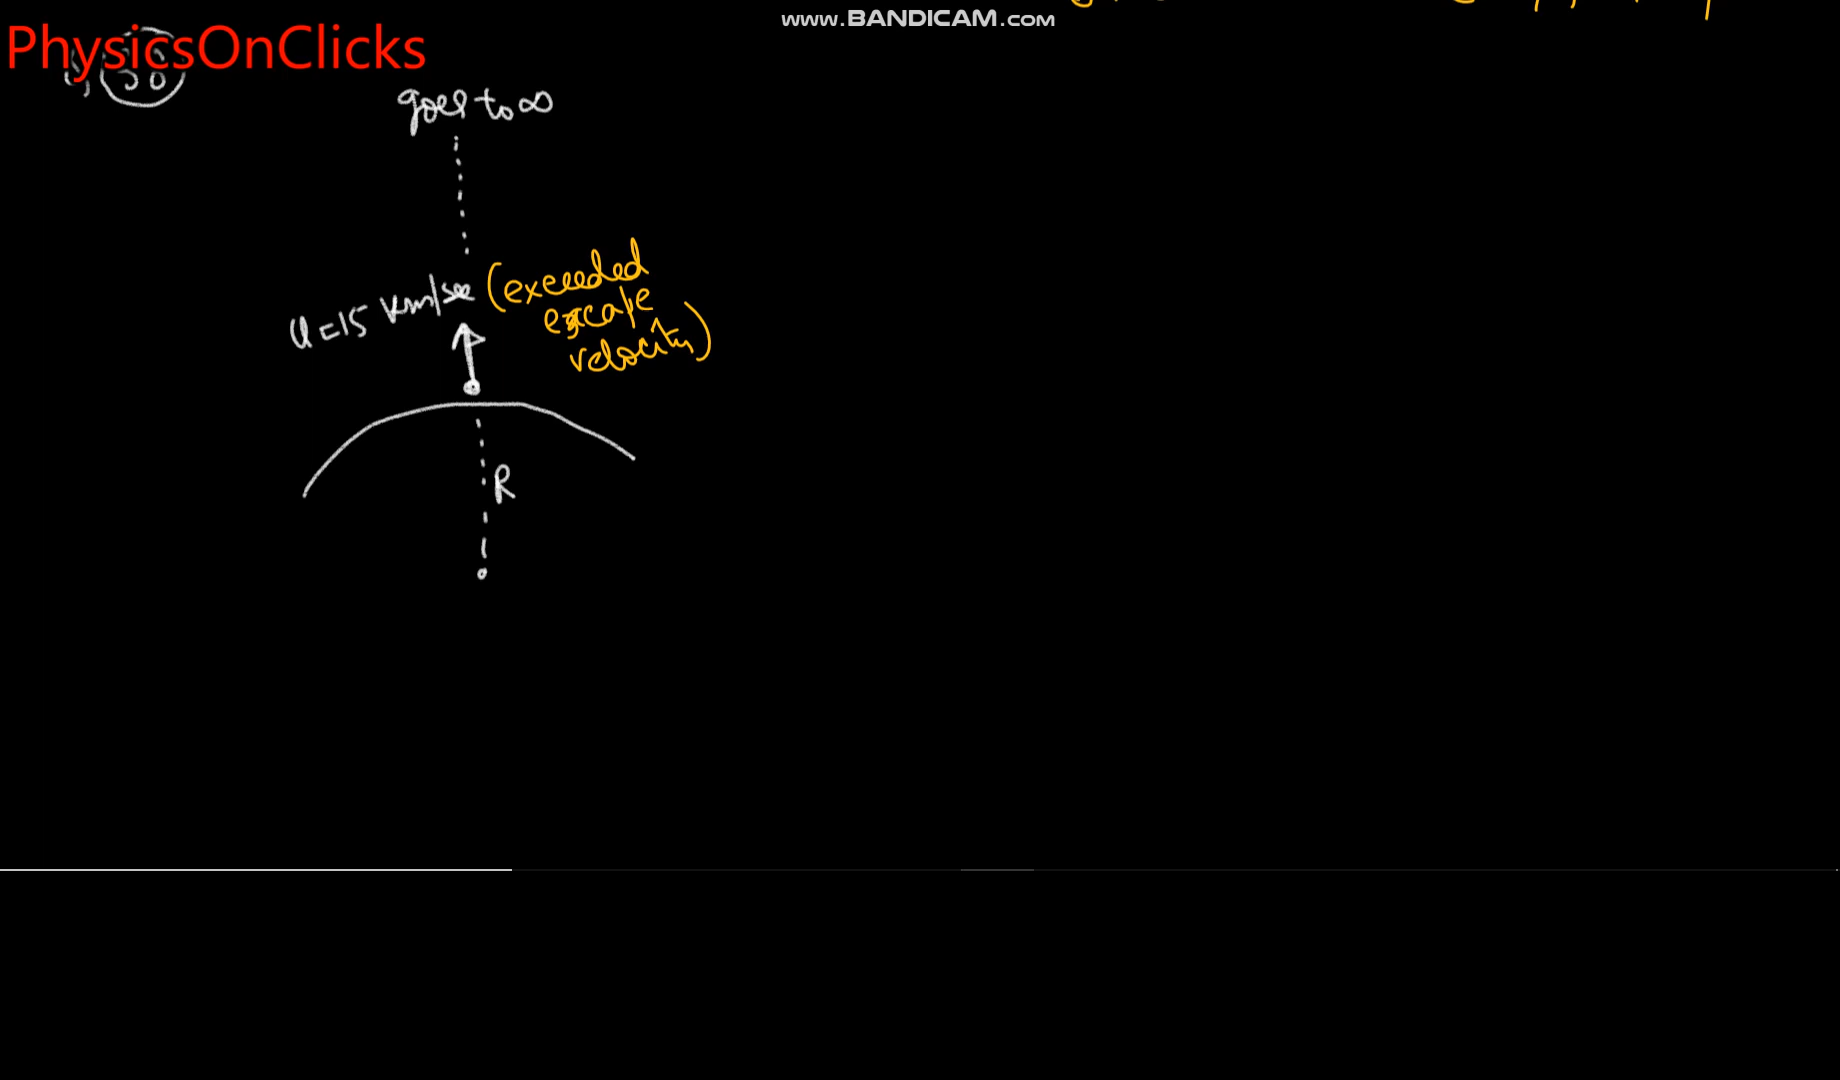 www.BANDICAM.com
PhysicsOnClicks
goes to ∞
u=15 km/sec (exceeded
escape
velocity)
R